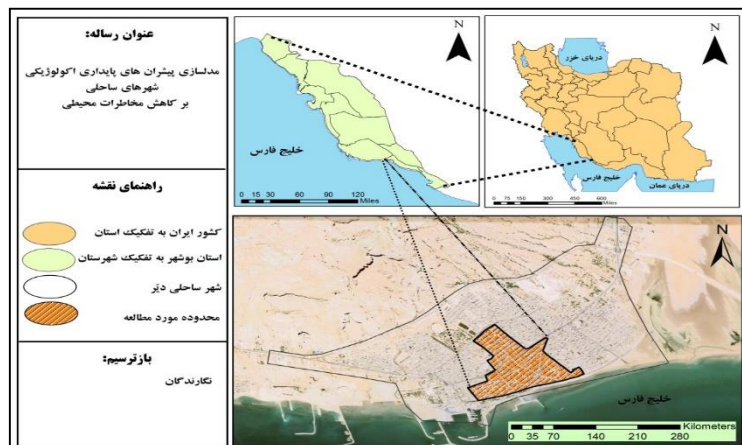 عنوان رساله:
مدلسازی پیشران های پایداری اکولوژیکی
شهرهای ساحلی
بر کاهش مخاطرات محیطی
راهنمای نقشه
کشور ایران به تفکیک استان
استان بوشهر به تفکیک شهرستان
شهر ساحلی دیّر
محدوده مورد مطالعه
بازترسیم:
نگارندگان
N
خلیج فارس
0 15 30 60 90 120
Miles
N
دریای خزر
خلیج فارس
دریای عمان
0 75 150 300 450 600
Miles
N
خلیج فارس
Kilometers
0 35 70 140 210 280